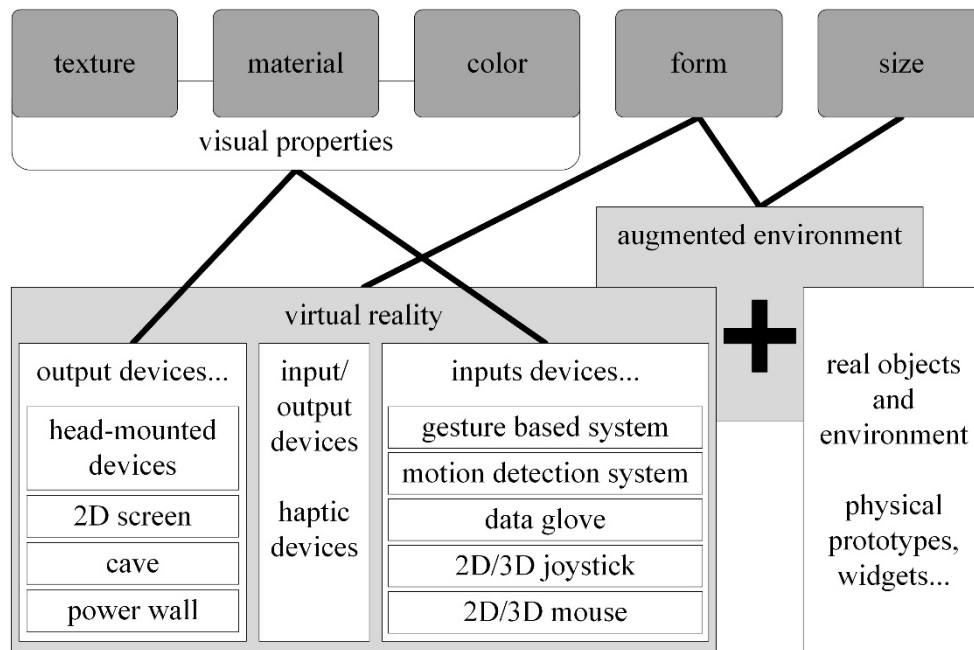 texture
material
color
form
size
visual properties
augmented environment
virtual reality
output devices...
head-mounted
devices
2D screen
cave
power wall
input/
output
devices
haptic
devices
inputs devices...
gesture based system
motion detection system
data glove
2D/3D joystick
2D/3D mouse
+
real objects
and
environment
physical
prototypes,
widgets...